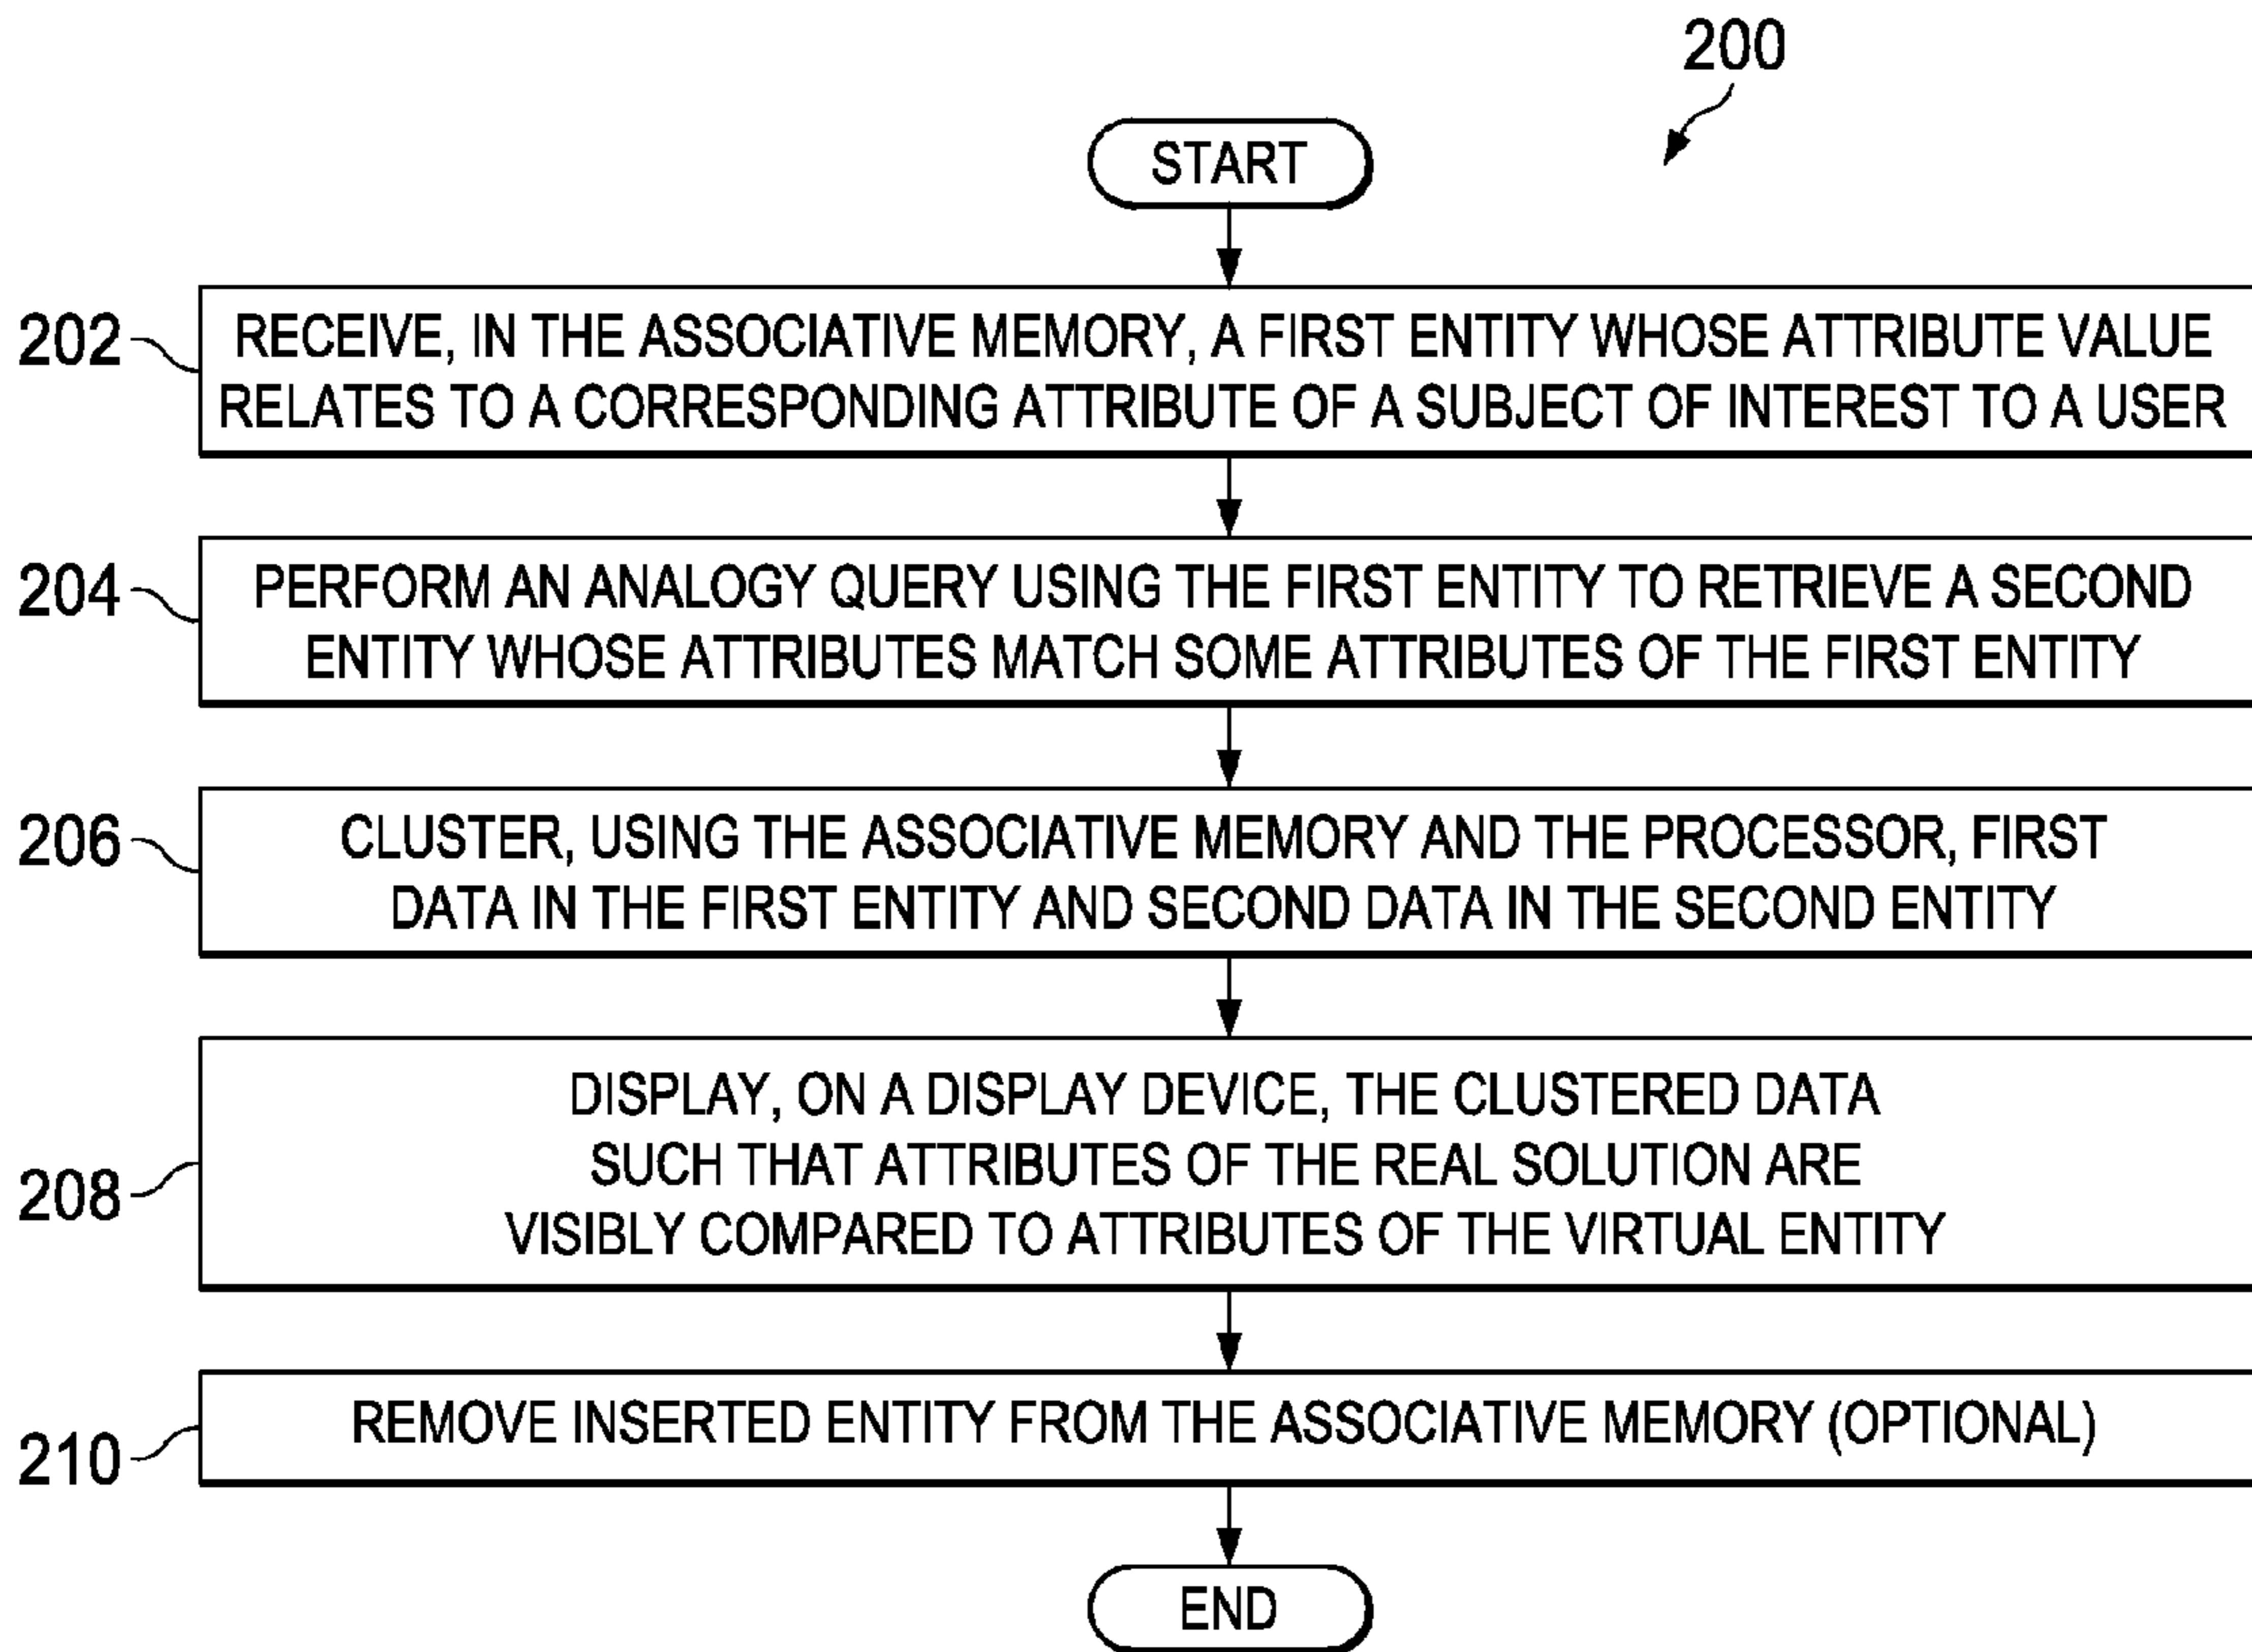 200
START
202
RECEIVE, IN THE ASSOCIATIVE MEMORY, A FIRST ENTITY WHOSE ATTRIBUTE VALUE
RELATES TO A CORRESPONDING ATTRIBUTE OF A SUBJECT OF INTEREST TO A USER
204
PERFORM AN ANALOGY QUERY USING THE FIRST ENTITY TO RETRIEVE A SECOND
ENTITY WHOSE ATTRIBUTES MATCH SOME ATTRIBUTES OF THE FIRST ENTITY
206
CLUSTER, USING THE ASSOCIATIVE MEMORY AND THE PROCESSOR, FIRST
DATA IN THE FIRST ENTITY AND SECOND DATA IN THE SECOND ENTITY
208
DISPLAY, ON A DISPLAY DEVICE, THE CLUSTERED DATA
SUCH THAT ATTRIBUTES OF THE REAL SOLUTION ARE
VISIBLY COMPARED TO ATTRIBUTES OF THE VIRTUAL ENTITY
210
REMOVE INSERTED ENTITY FROM THE ASSOCIATIVE MEMORY (OPTIONAL)
END